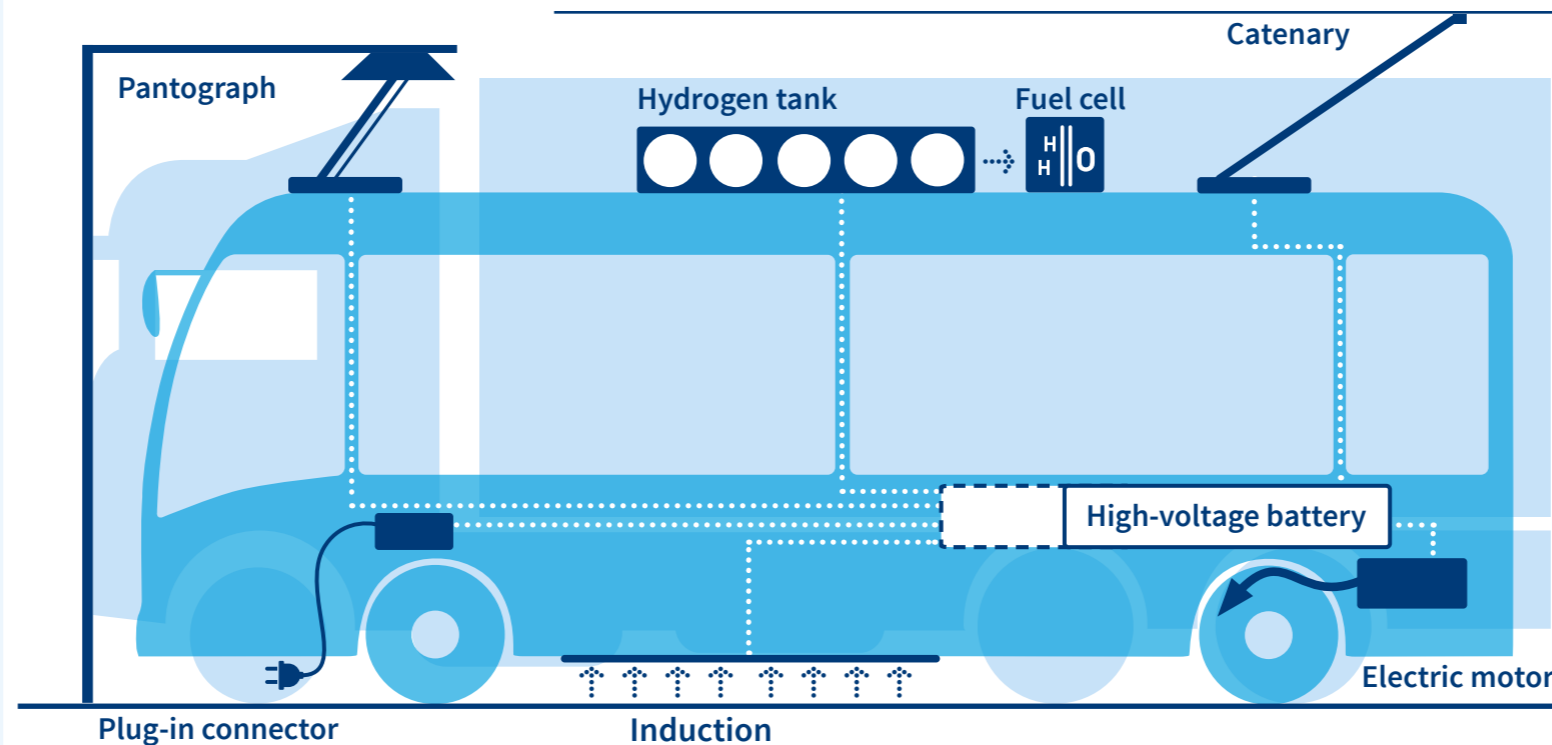 Catenary
Pantograph
Hydrogen tank
Fuel cell
H
H
O
High-voltage battery
Electric motor
Plug-in connector
Induction